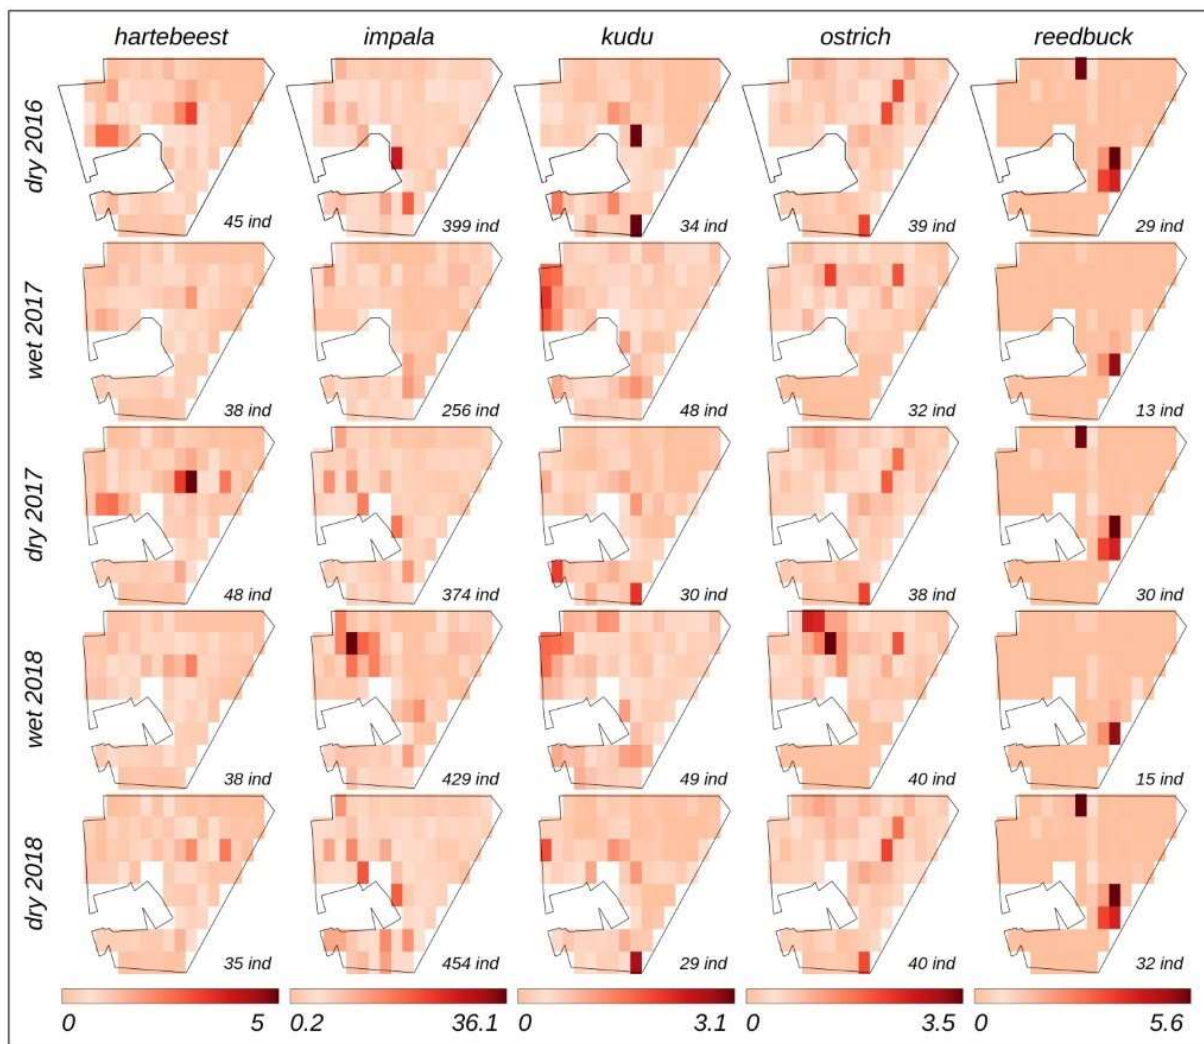 hartebeest impala kudu ostrich reedbuck
dry 2016
45 ind 399 ind 34 ind 39 ind 29 ind
wet 2017
38 ind 256 ind 48 ind 32 ind 13 ind
dry 2017
48 ind 374 ind 30 ind 38 ind 30 ind
wet 2018
38 ind 429 ind 49 ind 40 ind 15 ind
dry 2018
35 ind 454 ind 29 ind 40 ind 32 ind
0 5 0.2 36.1 0 3.1 0 3.5 0 5.6